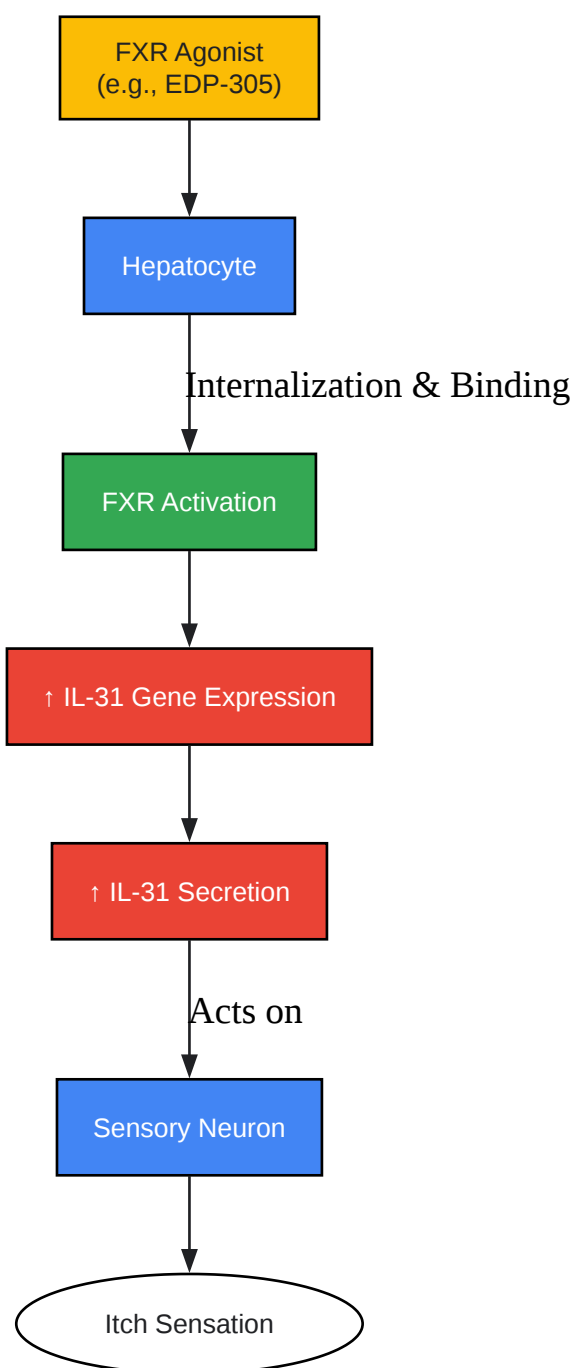 FXR Agonist
(e.g., EDP-305)
Hepatocyte
Internalization & Binding
FXR Activation
↑ IL-31 Gene Expression
↑ IL-31 Secretion
Acts on
Sensory Neuron
Itch Sensation